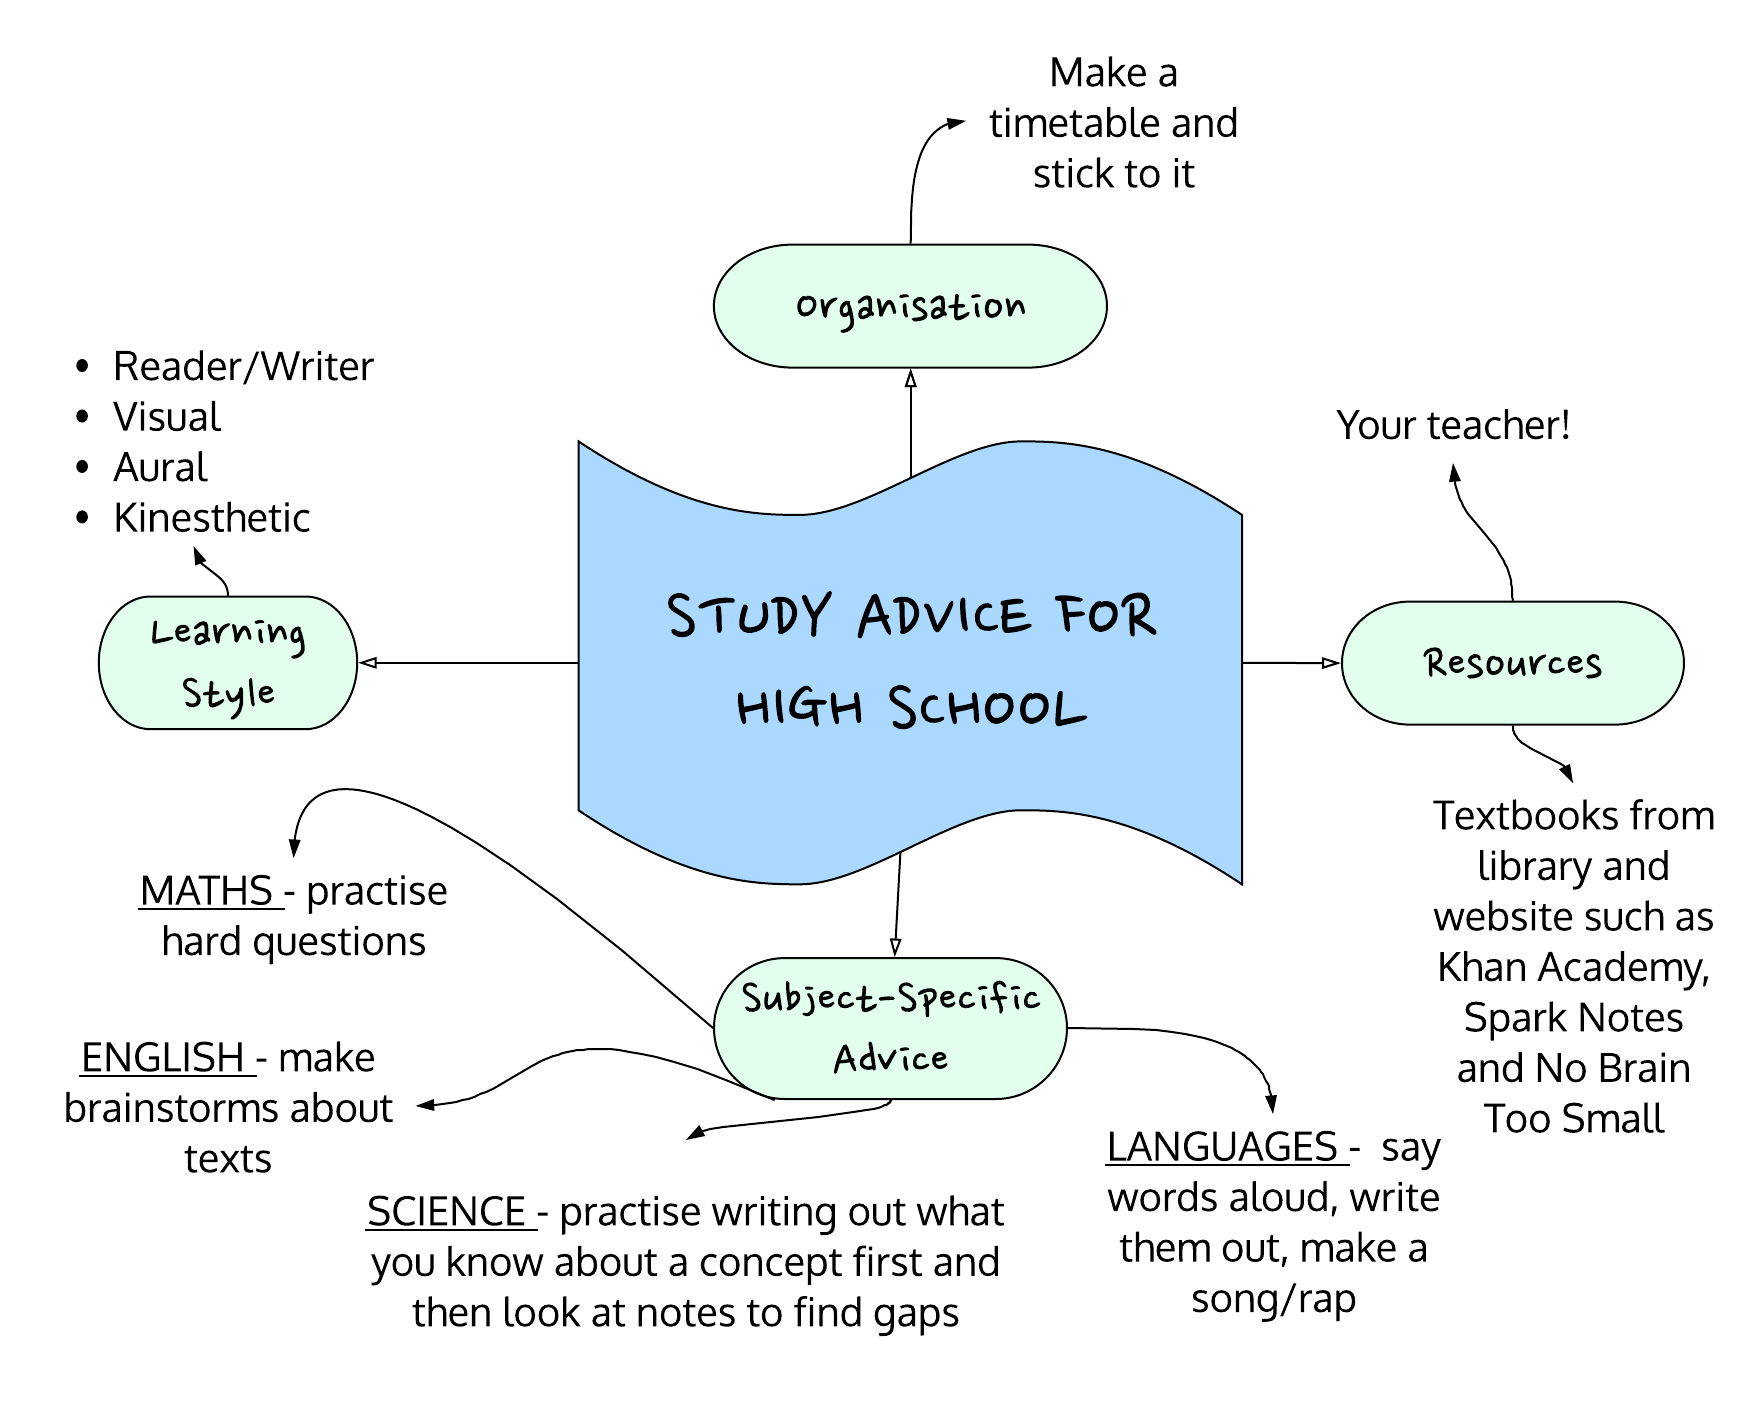 Make a
timetable and
stick to it
Organisation
• Reader/Writer
• Visual
• Aural
• Kinesthetic
Learning
Style
STUDY ADVICE FOR
HIGH SCHOOL
Your teacher!
Resources
Textbooks from
library and
website such as
Khan Academy,
Spark Notes
and No Brain
Too Small
MATHS - practise
hard questions
Subject-Specific
Advice
ENGLISH - make
brainstorms about
texts
SCIENCE - practise writing out what
you know about a concept first and
then look at notes to find gaps
LANGUAGES - say
words aloud, write
them out, make a
song/rap